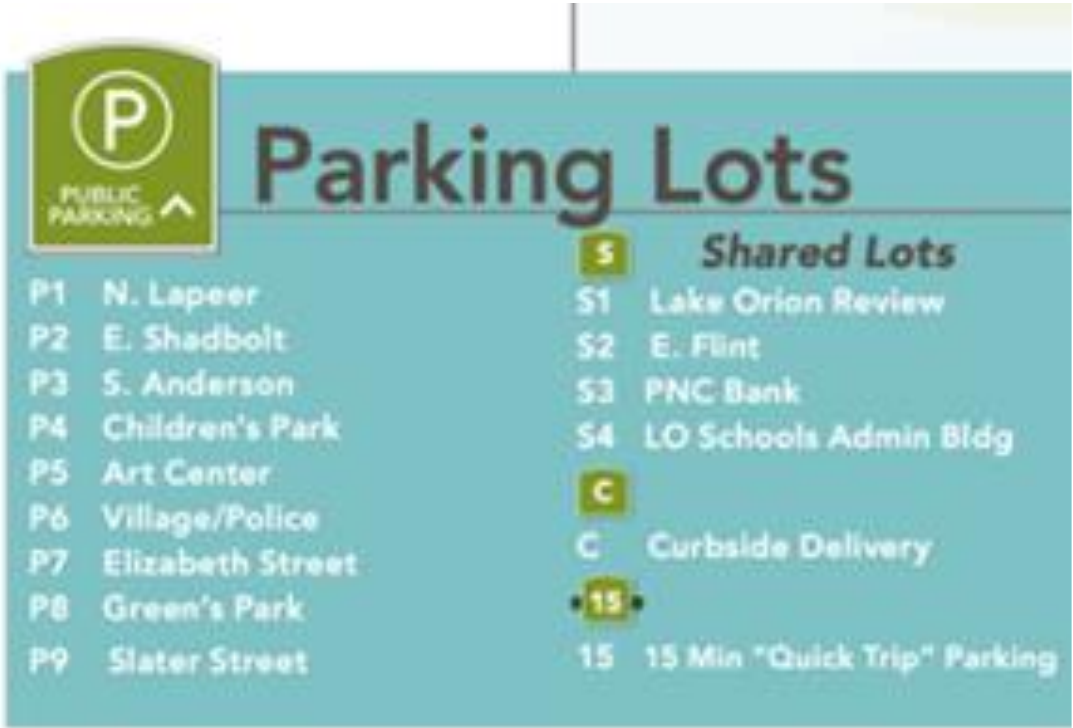 P
PUBLIC
PARKING
Parking Lots
P1 N. Lapeer
P2 E. Shadbolt
P3 S. Anderson
P4 Children's Park
P5 Art Center
P6 Village/Police
P7 Elizabeth Street
P8 Green's Park
P9 Slater Street
S Shared Lots
S1 Lake Orion Review
S2 E. Flint
S3 PNC Bank
S4 LO Schools Admin Bldg
C
C Curbside Delivery
15
15 15 Min "Quick Trip" Parking